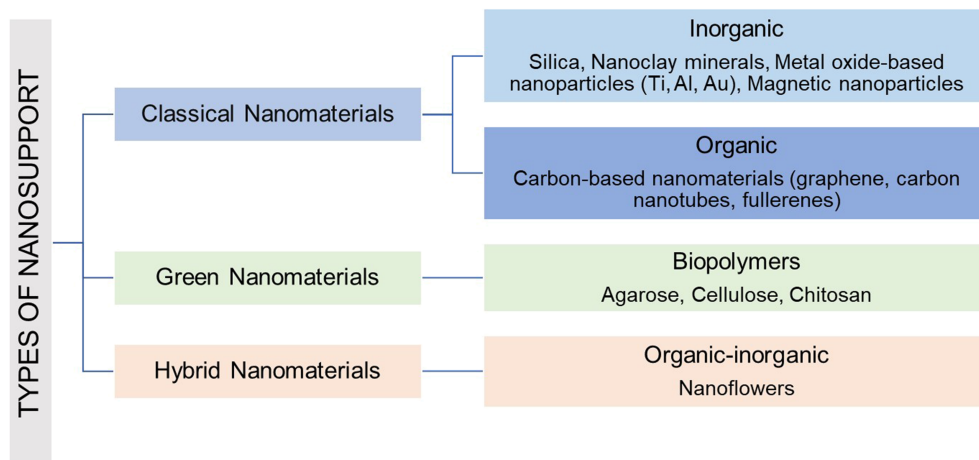 TYPES OF NANOSUPPORT
Classical Nanomaterials
Inorganic
Silica, Nanoclay minerals, Metal oxide-based
nanoparticles (Ti, Al, Au), Magnetic nanoparticles
Organic
Carbon-based nanomaterials (graphene, carbon
nanotubes, fullerenes)
Green Nanomaterials
Biopolymers
Agarose, Cellulose, Chitosan
Hybrid Nanomaterials
Organic-inorganic
Nanoflowers